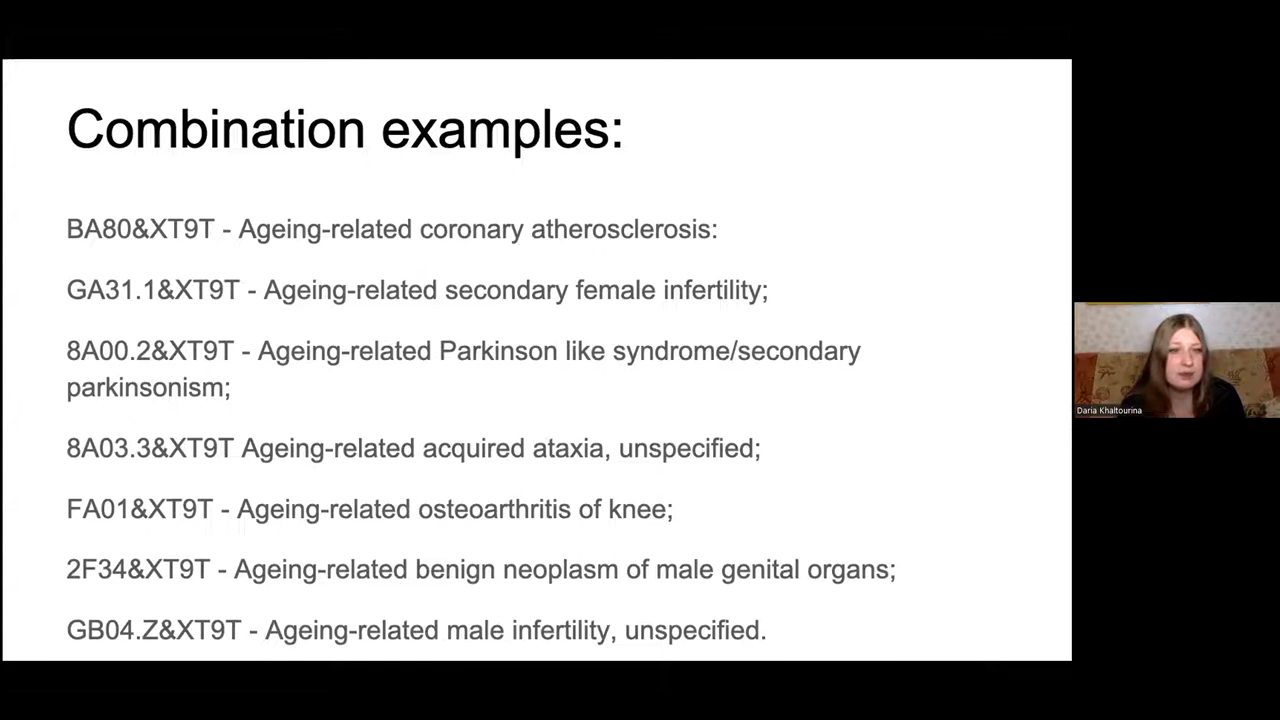 Combination examples:
BA80&XT9T - Ageing-related coronary atherosclerosis:
GA31.1&XT9T - Ageing-related secondary female infertility;
8A00.2&XT9T - Ageing-related Parkinson like syndrome/secondary
parkinsonism;
8A03.3&XT9T Ageing-related acquired ataxia, unspecified;
FA01&XT9T - Ageing-related osteoarthritis of knee;
2F34&XT9T - Ageing-related benign neoplasm of male genital organs;
GB04.Z&XT9T - Ageing-related male infertility, unspecified.
Daria Khaltourina